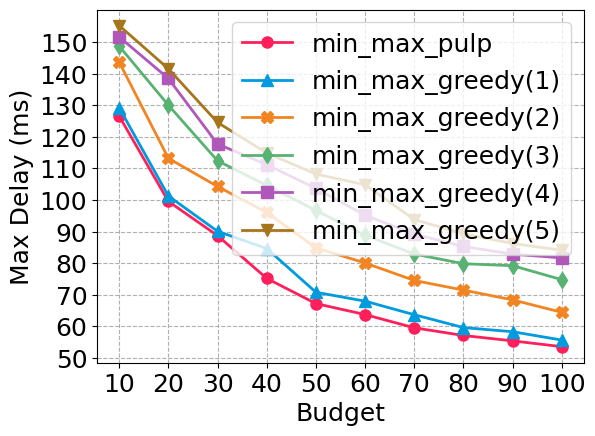 min_max_pulp
min_max_greedy(1)
min_max_greedy(2)
min_max_greedy(3)
min_max_greedy(4)
min_max_greedy(5)
Max Delay (ms)
150
140
130
120
110
100
90
80
70
60
50
10 20 30 40 50 60 70 80 90 100
Budget